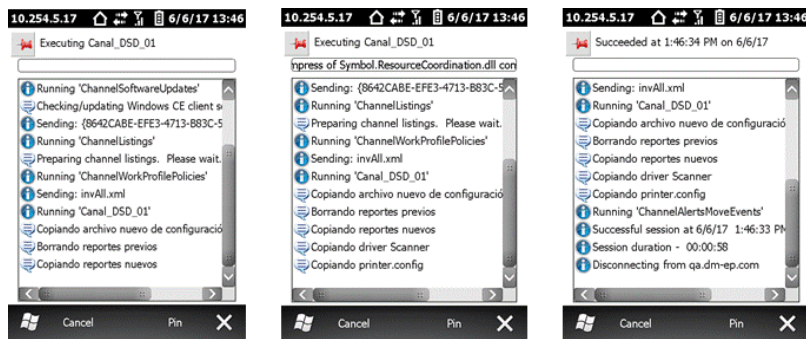 10.254.5.17 6/6/17 13:46
Executing Canal_DSD_01
Running 'ChannelSoftwareUpdates'
Checking/updating Windows CE client s
Sending: {8642CABE-EFE3-4713-B83C-5
Running 'ChannelListings'
Preparing channel listings. Please wait.
Running 'ChannelWorkProfilePolicies'
Sending: invAll.xml
Running 'Canal_DSD_01'
Copiando archivo nuevo de configuració
Borrando reportes previos
Copiando reportes nuevos
Cancel Pin
10.254.5.17 6/6/17 13:46
Executing Canal_DSD_01
mpress of Symbol.ResourceCoordination.dll con
Sending: {8642CABE-EFE3-4713-B83C-5
Running 'ChannelListings'
Preparing channel listings. Please wait.
Running 'ChannelWorkProfilePolicies'
Sending: invAll.xml
Running 'Canal_DSD_01'
Copiando archivo nuevo de configuració
Borrando reportes previos
Copiando reportes nuevos
Copiando driver Scanner
Copiando printer.config
Cancel Pin
10.254.5.17 6/6/17 13:46
Succeeded at 1:46:34 PM on 6/6/17
Sending: invAll.xml
Running 'Canal_DSD_01'
Copiando archivo nuevo de configuració
Borrando reportes previos
Copiando reportes nuevos
Copiando driver Scanner
Copiando printer.config
Running 'ChannelAlertsMoveEvents'
Successful session at 6/6/17 1:46:33 PM
Session duration - 00:00:58
Disconnecting from qa.dm-ep.com
Cancel Pin